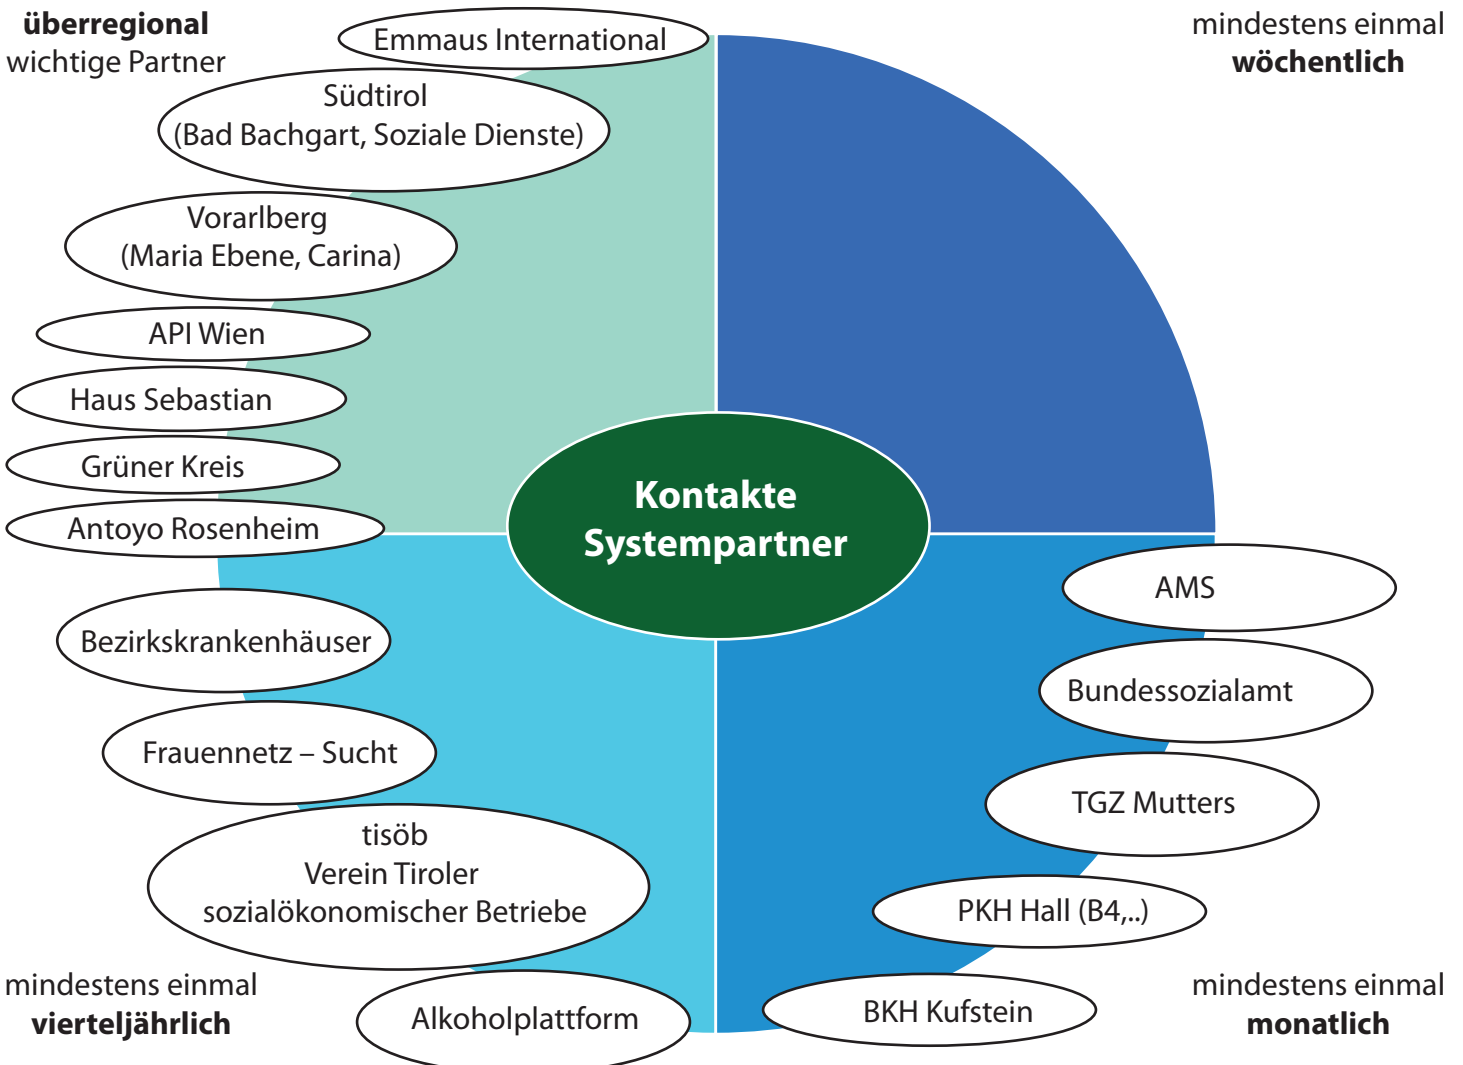 überregional
wichtige Partner
mindestens einmal
wöchentlich
Emmaus International
Südtirol
(Bad Bachgart, Soziale Dienste)
Vorarlberg
(Maria Ebene, Carina)
API Wien
Haus Sebastian
Grüner Kreis
Antoyo Rosenheim
Kontakte
Systempartner
Bezirkskrankenhäuser
Frauennetz – Sucht
tisöb
Verein Tiroler
sozialökonomischer Betriebe
Alkoholplattform
mindestens einmal
vierteljährlich
AMS
Bundessozialamt
TGZ Mutters
PKH Hall (B4,..)
BKH Kufstein
mindestens einmal
monatlich